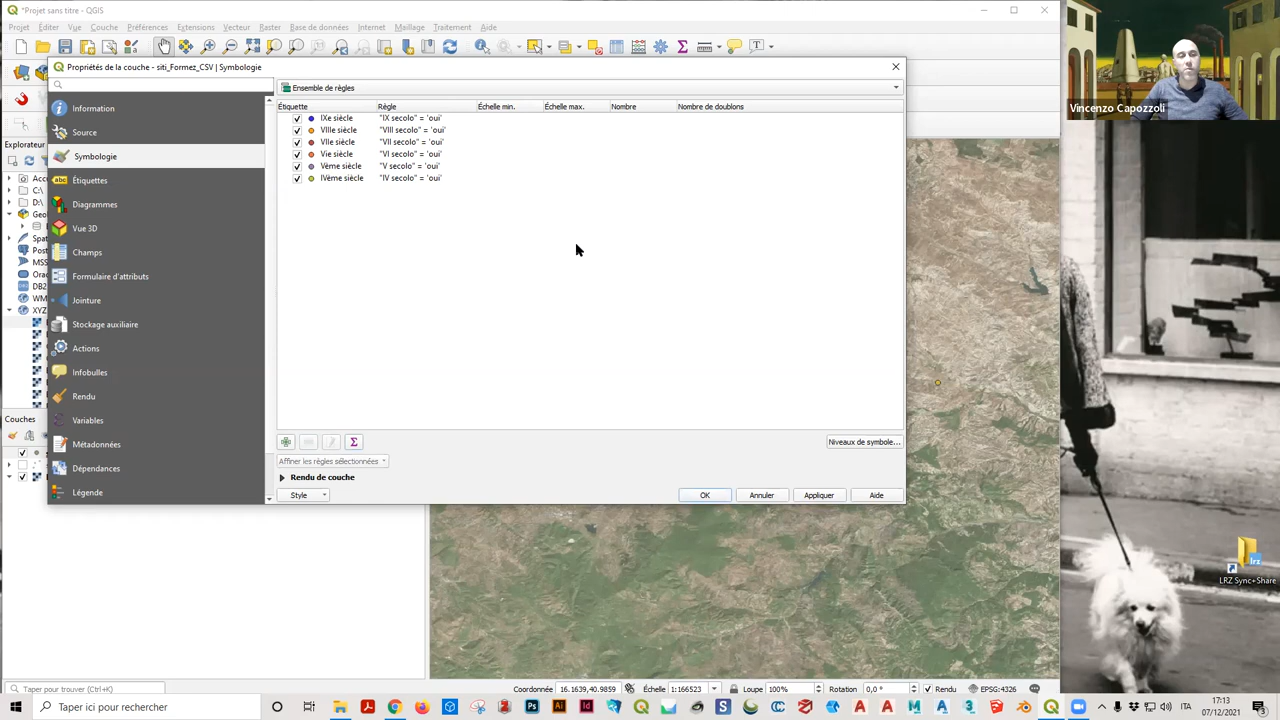 *Projet sans titre - QGIS
Projet Éditer Vue Couche Préférences Extensions Vecteur Raster Base de données Internet Maillage Traitement Aide
Propriétés de la couche - siti_Formez_CSV | Symbologie
Vincenzo Capozzoli
Ensemble de règles
Étiquette Règle Échelle min. Échelle max. Nombre Nombre de doublons
IXe siècle "IX secolo" = 'oui'
VIIIe siècle "VIII secolo" = 'oui'
VIIe siècle "VII secolo" = 'oui'
Vie siècle "VI secolo" = 'oui'
Vème siècle "V secolo" = 'oui'
IVème siècle "IV secolo" = 'oui'
Information
Source
Symbologie
Étiquettes
Diagrammes
Vue 3D
Champs
Formulaire d'attributs
Jointure
Stockage auxiliaire
Actions
Infobulles
Rendu
Variables
Métadonnées
Dépendances
Légende
Explorateur
C:\
D:\
XYZ
Couches
Niveaux de symbole...
Affiner les règles sélectionnées
Rendu de couche
Style OK Annuler Appliquer Aide
LRZ Sync+Share
Taper pour trouver (Ctrl+K) Coordonnée 16.1639,40.9859 Échelle 1:166523 Loupe 100% Rotation 0,0 ° Rendu EPSG:4326
Taper ici pour rechercher ITA 17:13
07/12/2021